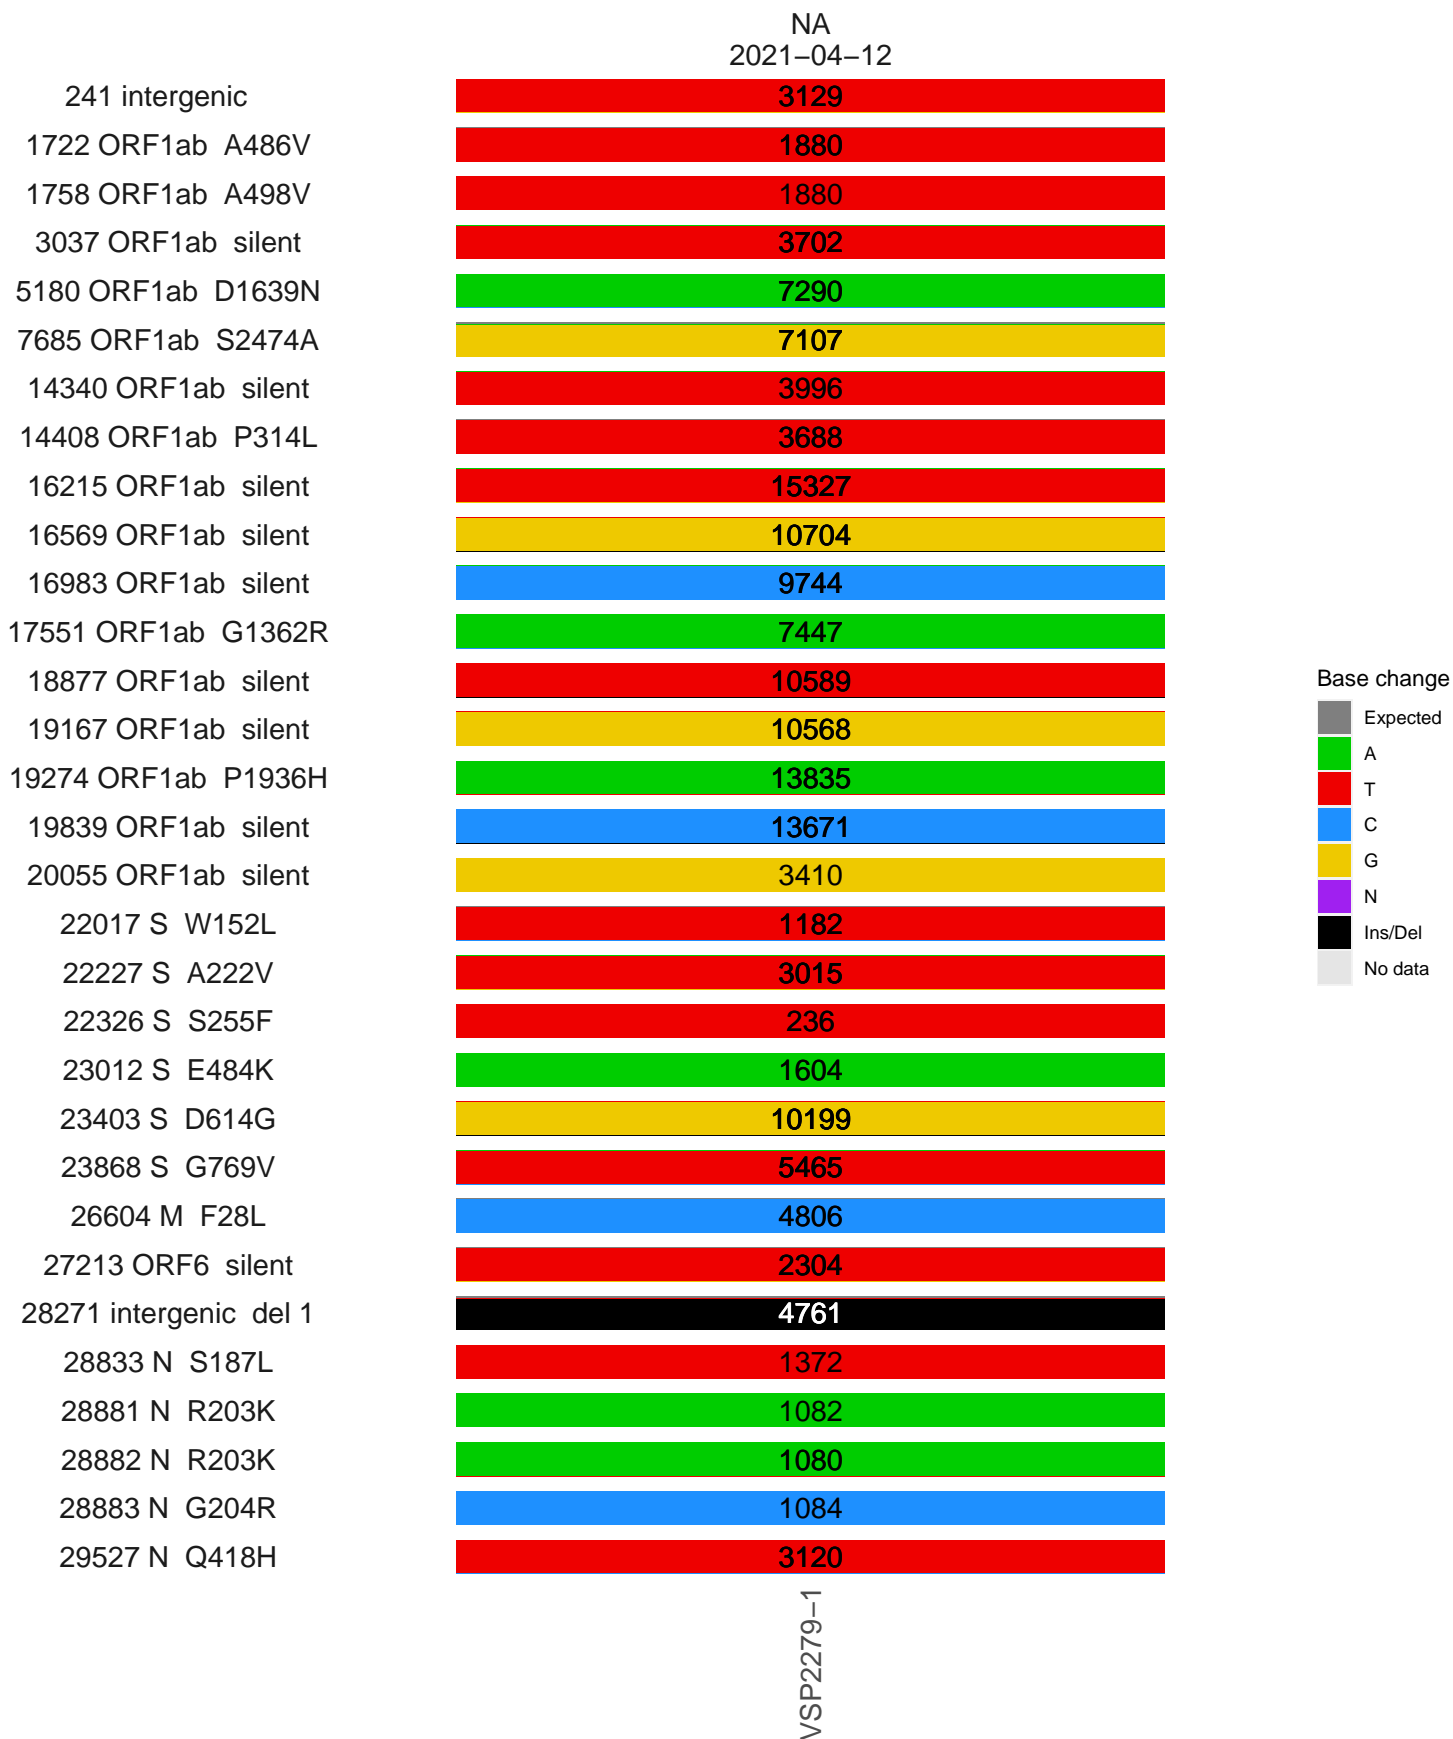 NA
2021−04−12
241 intergenic 3129
1722 ORF1ab A486V 1880
1758 ORF1ab A498V 1880
3037 ORF1ab silent 3702
5180 ORF1ab D1639N 7290
7685 ORF1ab S2474A 7107
14340 ORF1ab silent 3996
14408 ORF1ab P314L 3688
16215 ORF1ab silent 15327
16569 ORF1ab silent 10704
16983 ORF1ab silent 9744
17551 ORF1ab G1362R 7447
18877 ORF1ab silent 10589
19167 ORF1ab silent 10568
19274 ORF1ab P1936H 13835
19839 ORF1ab silent 13671
20055 ORF1ab silent 3410
22017 S W152L 1182
22227 S A222V 3015
22326 S S255F 236
23012 S E484K 1604
23403 S D614G 10199
23868 S G769V 5465
26604 M F28L 4806
27213 ORF6 silent 2304
28271 intergenic del 1 4761
28833 N S187L 1372
28881 N R203K 1082
28882 N R203K 1080
28883 N G204R 1084
29527 N Q418H 3120
VSP2279−1
Base change
Expected
A
T
C
G
N
Ins/Del
No data